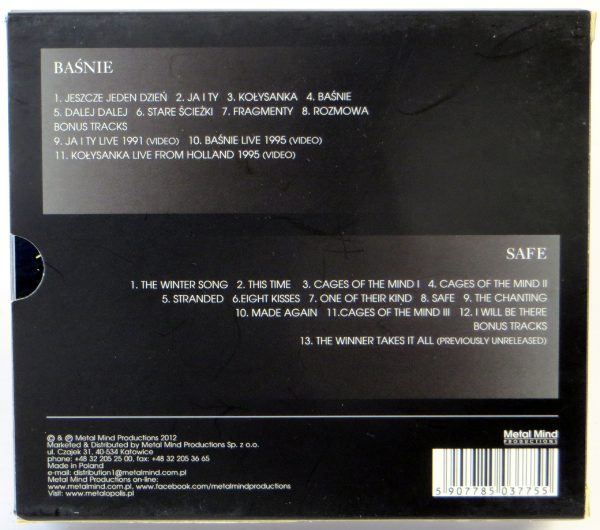 BAŚNIE
1. JESZCZE JEDEN DZIEŃ 2. JA I TY 3. KOŁYSANKA 4. BAŚNIE
5. DALEJ DALEJ 6. STARE ŚCIEŻKI 7. FRAGMENTY 8. ROZMOWA
BONUS TRACKS
9. JA I TY LIVE 1991 (VIDEO) 10. BAŚNIE LIVE 1995 (VIDEO)
11. KOŁYSANKA LIVE FROM HOLLAND 1995 (VIDEO)
SAFE
1. THE WINTER SONG 2. THIS TIME 3. CAGES OF THE MIND I 4. CAGES OF THE MIND II
5. STRANDED 6.EIGHT KISSES 7. ONE OF THEIR KIND 8. SAFE 9. THE CHANTING
10. MADE AGAIN 11.CAGES OF THE MIND III 12. I WILL BE THERE
BONUS TRACKS
13. THE WINNER TAKES IT ALL (PREVIOUSLY UNRELEASED)
© & ℗ Metal Mind Productions 2012
Marketed & Distributed by Metal Mind Productions Sp. z o.o.
ul. Czajek 31, 40-534 Katowice
phone: +48 32 205 25 00, fax: +48 32 205 36 65
Made in Poland
e-mail: distribution1@metalmind.com.pl
Metal Mind Productions on-line:
www.metalmind.com.pl, www.facebook.com/metalmindproductions
Visit: www.metalopolis.pl
Metal Mind
PRODUCTIONS
5 907785 037755